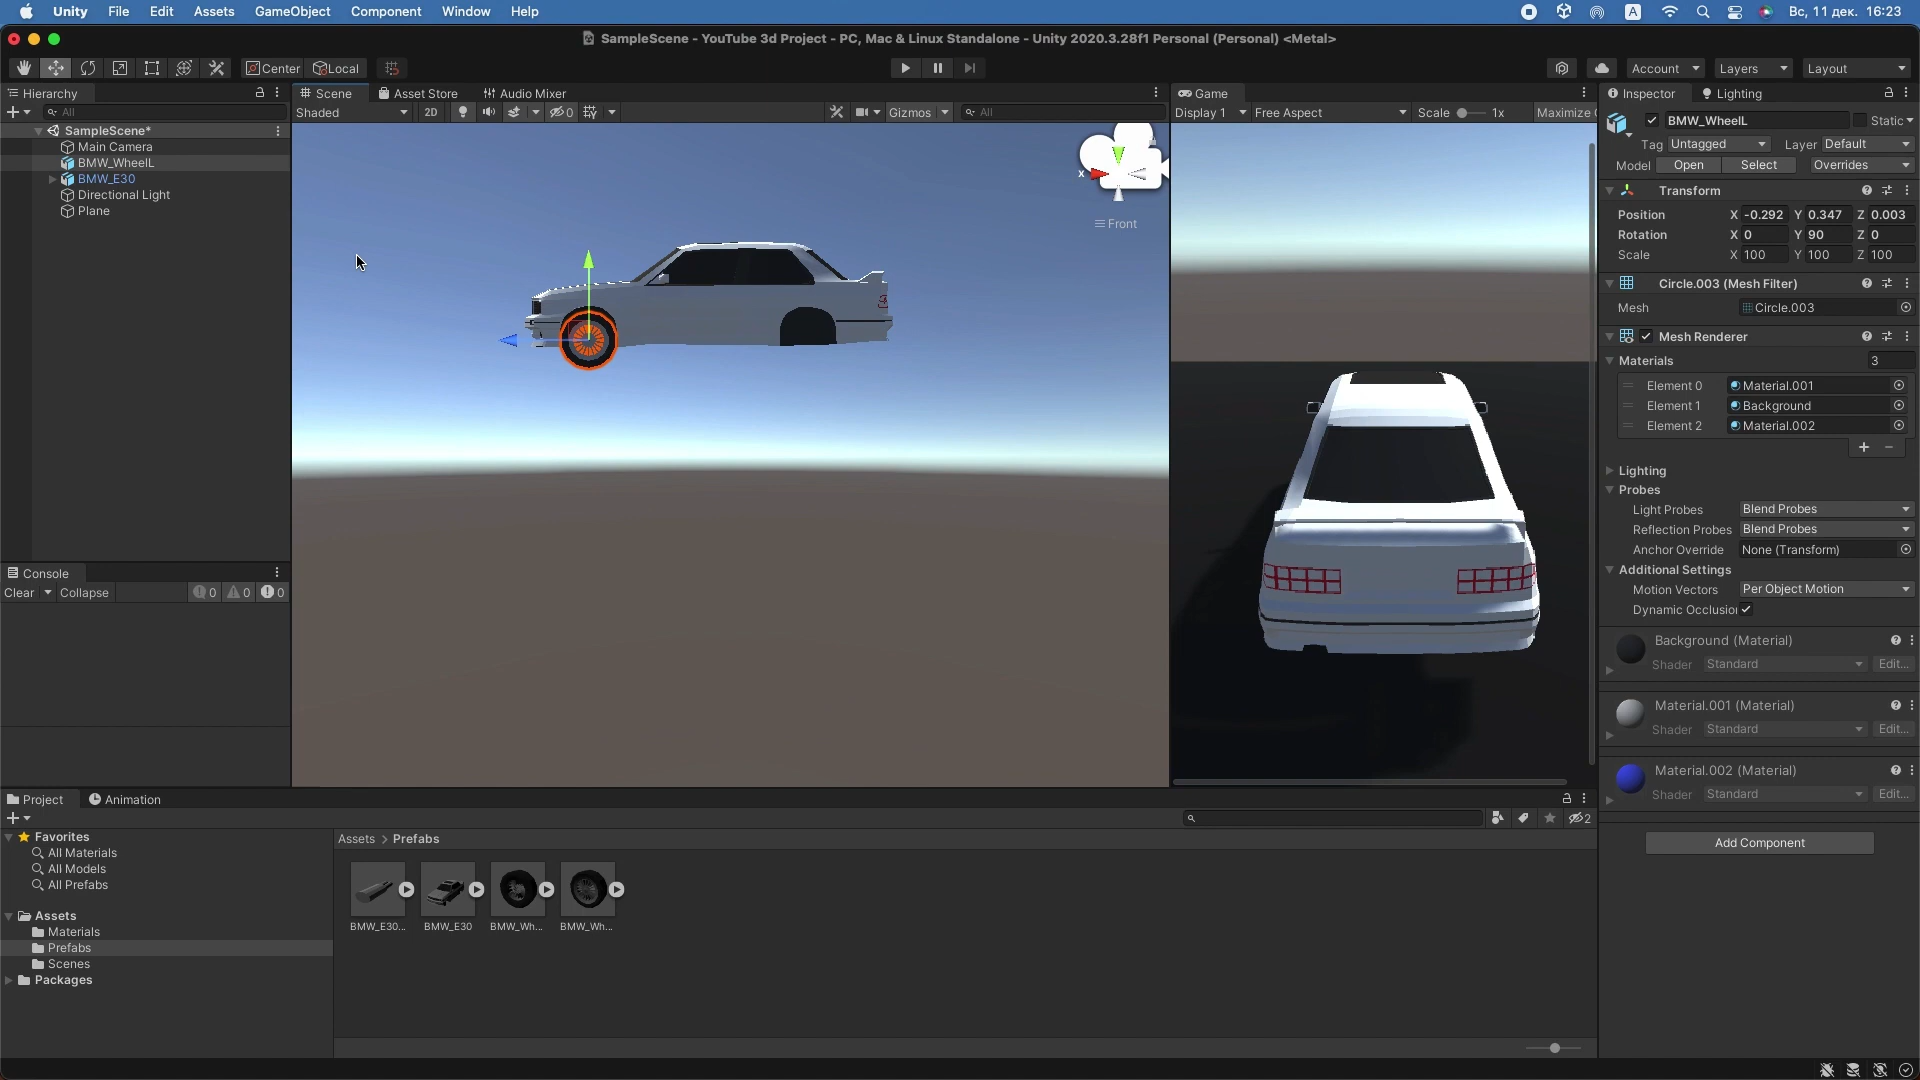 Unity File Edit Assets GameObject Component Window Help A Вс, 11 дек. 16:23
SampleScene - YouTube 3d Project - PC, Mac & Linux Standalone - Unity 2020.3.28f1 Personal (Personal) <Metal>
Center Local Account Layers Layout
Hierarchy
All
SampleScene*
Main Camera
BMW_WheelL
BMW_E30
Directional Light
Plane
Scene Asset Store Audio Mixer
Shaded 2D 0 Gizmos All
X
Front
Game
Display 1 Free Aspect Scale 1x Maximize
Inspector Lighting
BMW_WheelL Static
Tag Untagged Layer Default
Model Open Select Overrides
Transform
Position X -0.292 Y 0.347 Z 0.003
Rotation X 0 Y 90 Z 0
Scale X 100 Y 100 Z 100
Circle.003 (Mesh Filter)
Mesh Circle.003
Mesh Renderer
Materials 3
Element 0 Material.001
Element 1 Background
Element 2 Material.002
Lighting
Probes
Light Probes Blend Probes
Reflection Probes Blend Probes
Anchor Override None (Transform)
Additional Settings
Motion Vectors Per Object Motion
Dynamic Occlusion
Background (Material)
Shader Standard Edit...
Material.001 (Material)
Shader Standard Edit...
Material.002 (Material)
Shader Standard Edit...
Add Component
Console
Clear Collapse 0 0 0
Project Animation
2
Favorites
All Materials
All Models
All Prefabs
Assets
Materials
Prefabs
Scenes
Packages
Assets > Prefabs
BMW_E30... BMW_E30 BMW_Wh... BMW_Wh...